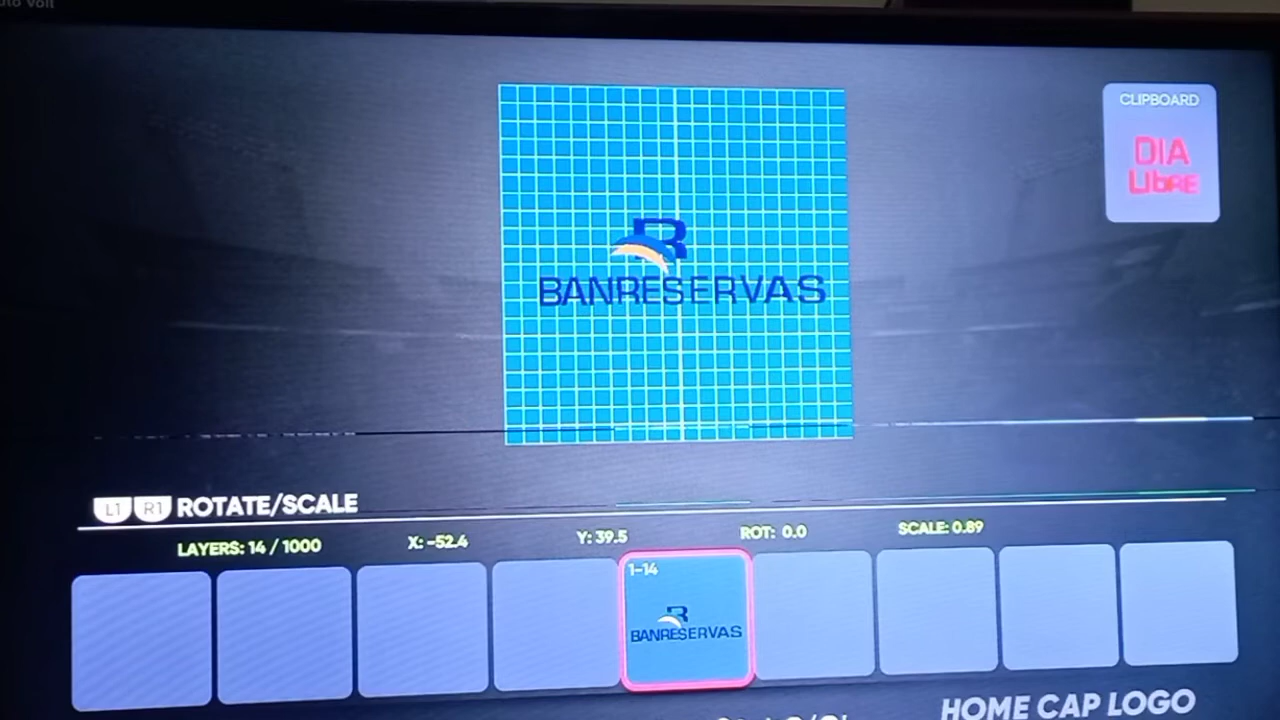 CLIPBOARD
DIA
LIbRE
R
BANRESERVAS
L1 R1 ROTATE/SCALE
LAYERS: 14 / 1000 X: -52.4 Y: 39.5 ROT: 0.0 SCALE: 0.89
1-14
R
BANRESERVAS
HOME CAP LOGO